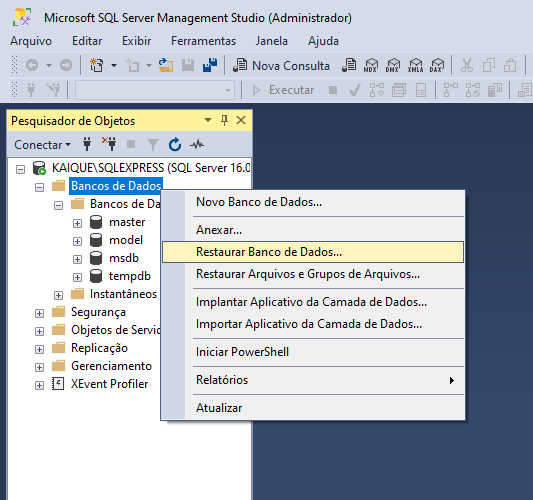 Microsoft SQL Server Management Studio (Administrador)
Arquivo Editar Exibir Ferramentas Janela Ajuda
Nova Consulta MDX DMX XMLA DAX
Executar
Pesquisador de Objetos
Conectar
KAIQUE\SQLEXPRESS (SQL Server 16.0
Bancos de Dados
Bancos de Da
master
model
msdb
tempdb
Instantâneos
Segurança
Objetos de Servid
Replicação
Gerenciamento
XEvent Profiler
Novo Banco de Dados...
Anexar...
Restaurar Banco de Dados...
Restaurar Arquivos e Grupos de Arquivos...
Implantar Aplicativo da Camada de Dados...
Importar Aplicativo da Camada de Dados...
Iniciar PowerShell
Relatórios
Atualizar